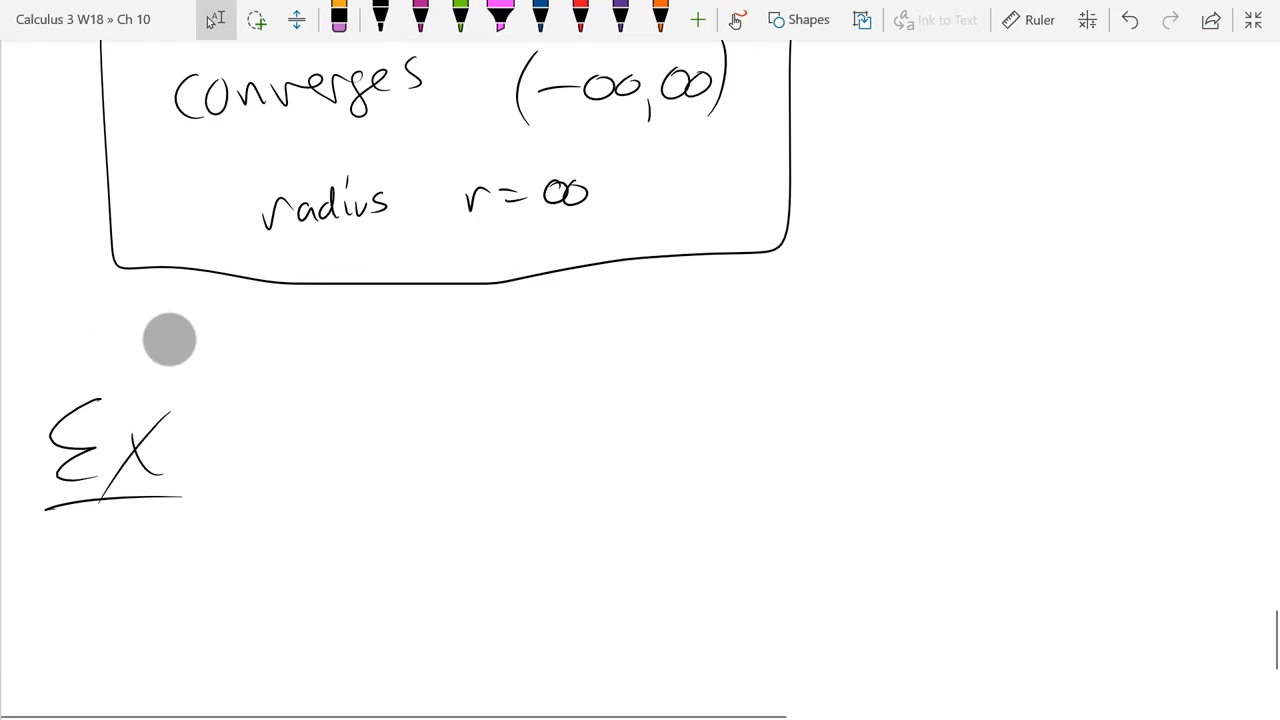 Calculus 3 W18 » Ch 10
Shapes
Ink to Text
Ruler
converges (-∞,∞)
radius r=∞
Ex